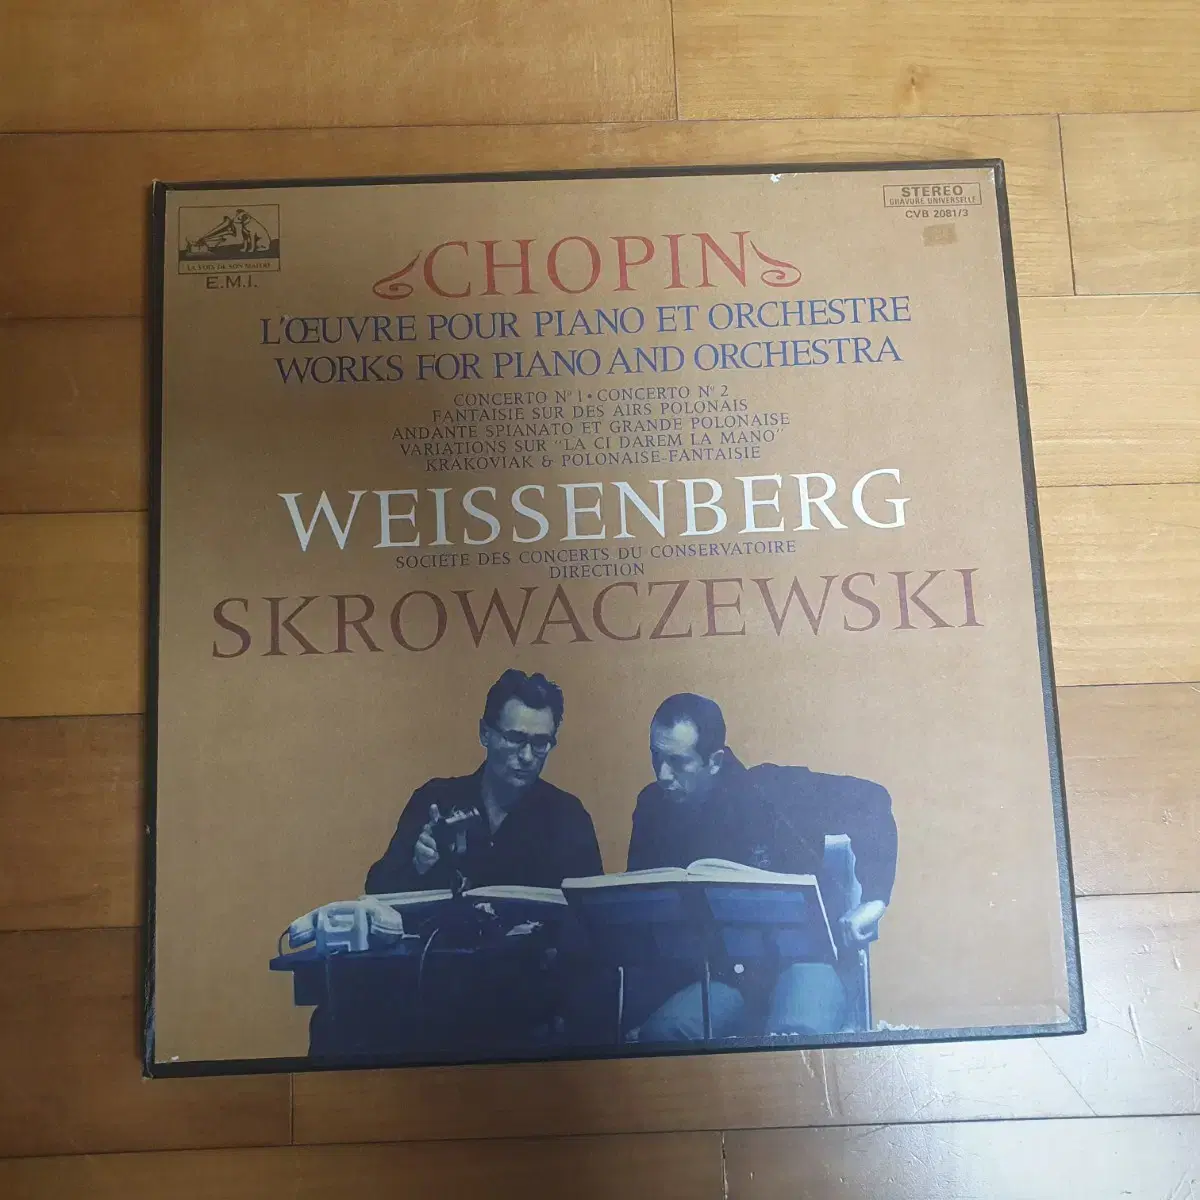 LA VOIX DE SON MAITRE
E.M.I.
STEREO
GRAVURE UNIVERSELLE
CVB 2081/3
CHOPIN
L'ŒUVRE POUR PIANO ET ORCHESTRE
WORKS FOR PIANO AND ORCHESTRA
CONCERTO Nº 1 • CONCERTO Nº 2
FANTAISIE SUR DES AIRS POLONAIS
ANDANTE SPIANATO ET GRANDE POLONAISE
VARIATIONS SUR "LA CI DAREM LA MANO"
KRAKOVIAK & POLONAISE-FANTAISIE
WEISSENBERG
SOCIETE DES CONCERTS DU CONSERVATOIRE
DIRECTION
SKROWACZEWSKI